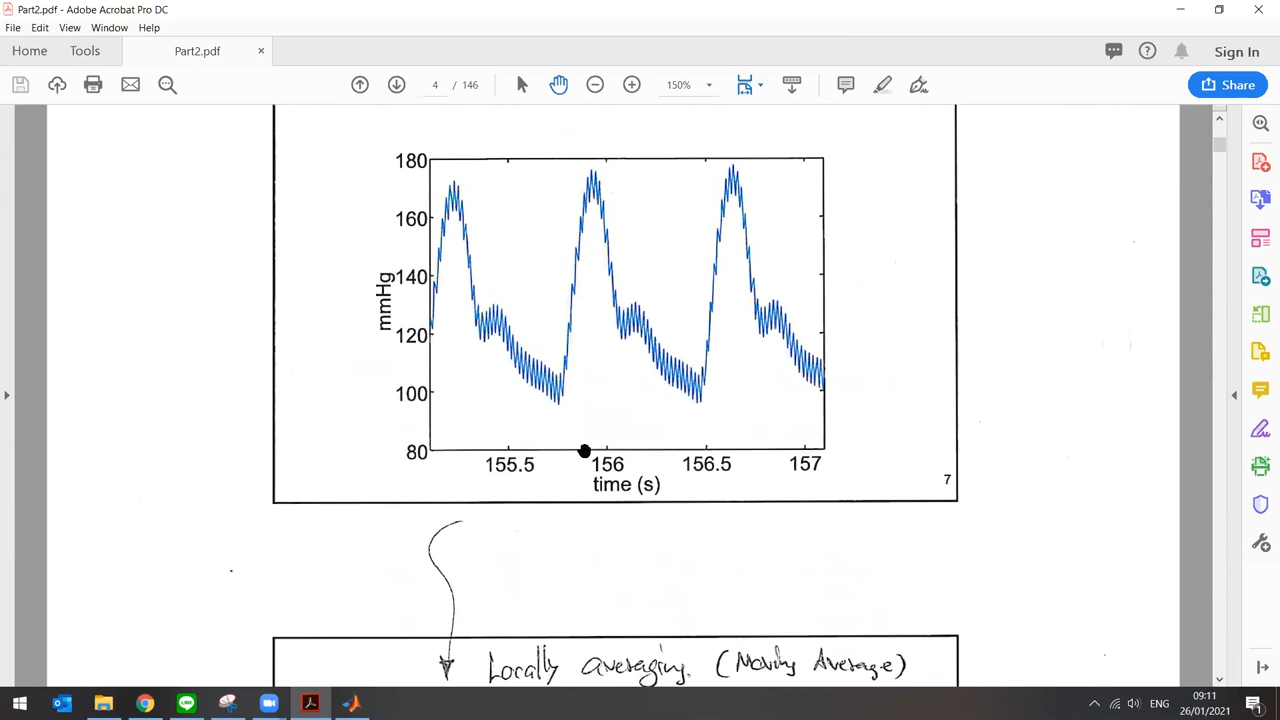 Part2.pdf - Adobe Acrobat Pro DC
File Edit View Window Help
Home Tools Part2.pdf × Sign In
4 / 146 150% Share
180
160
140
120
100
80
mmHg
155.5 156 156.5 157
time (s)
7
Locally averaging. (Moving Average)
ENG 09:11
26/01/2021
1